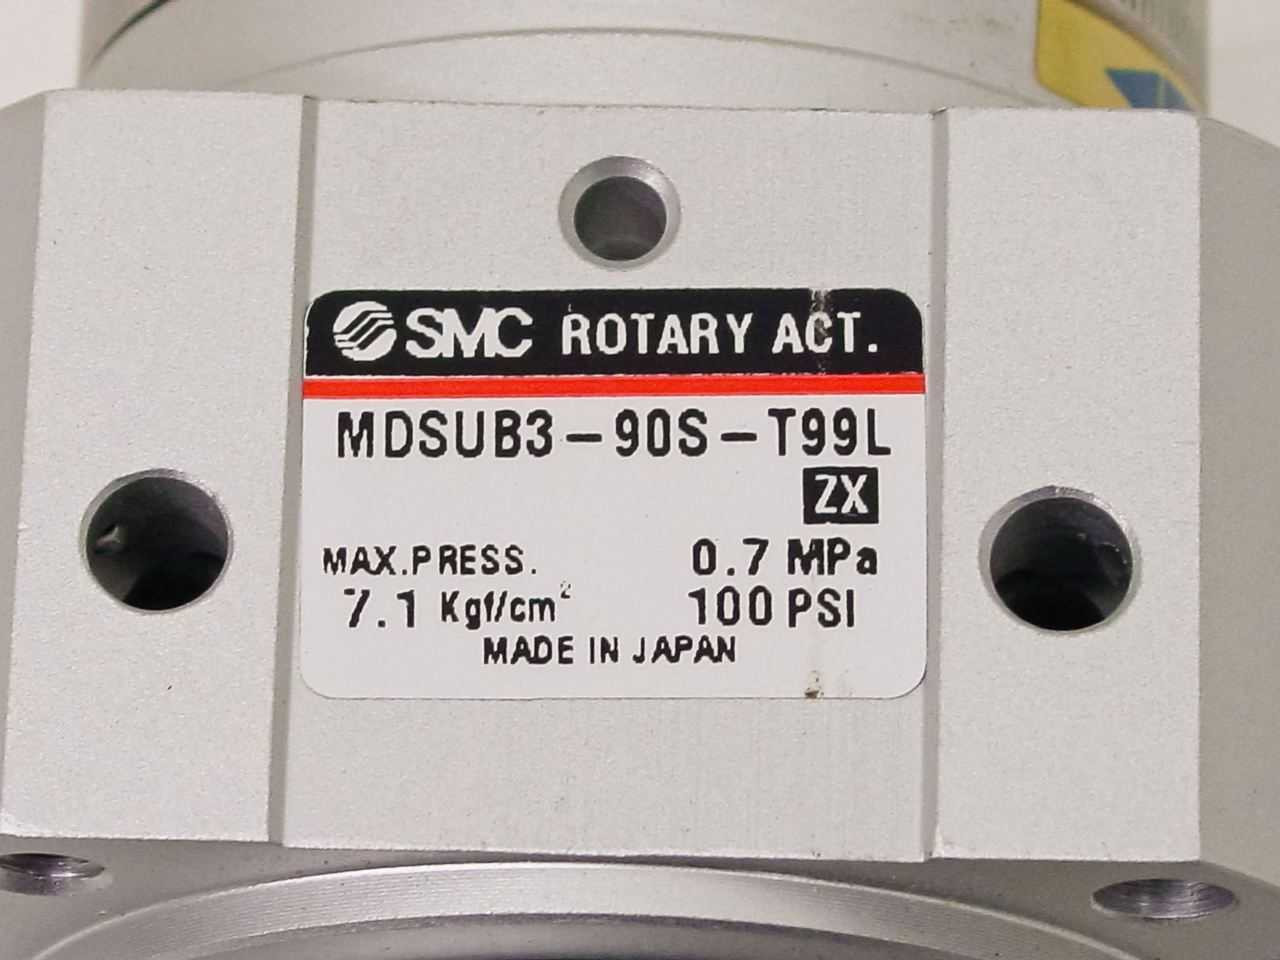 SMC ROTARY ACT.
MDSUB3-90S-T99L
ZX
MAX.PRESS. 0.7 MPa
7.1 Kgf/cm² 100 PSI
MADE IN JAPAN